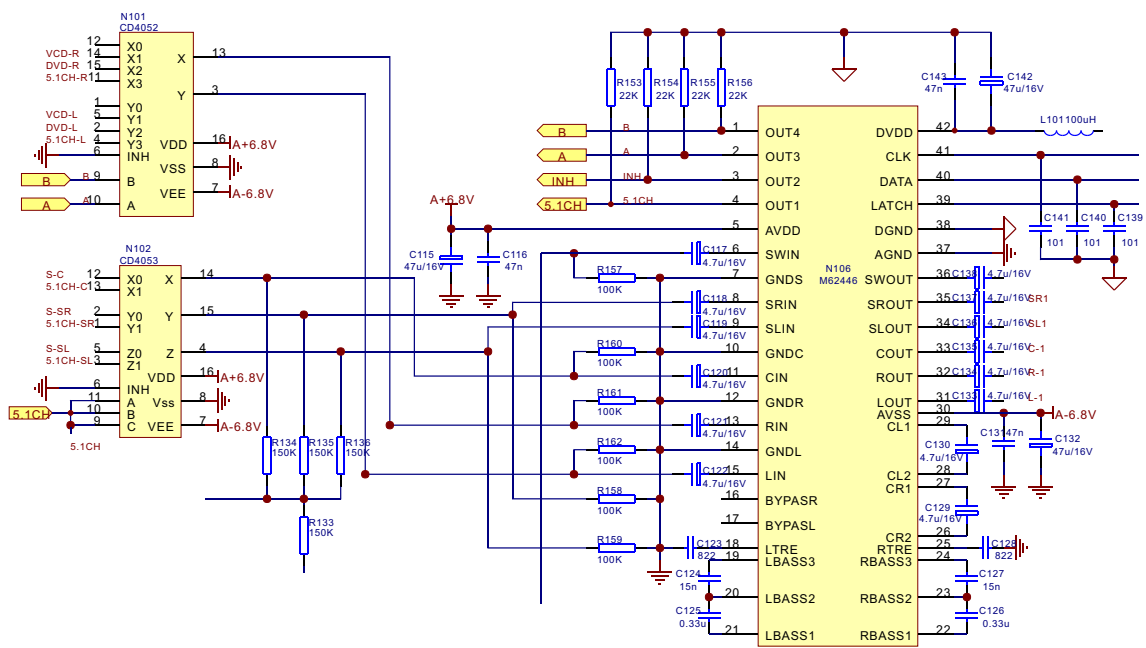 N101
CD4052
12 X0
VCD-R 14 X1
DVD-R 15 X2
5.1CH-R 11 X3
X 13
Y 3
1 Y0
VCD-L 5 Y1
DVD-L 2 Y2
5.1CH-L 4 Y3
6 INH
VDD 16 A+6.8V
VSS 8
VEE 7 A-6.8V
B B 9 B
A A 10 A
N102
CD4053
S-C 12 X0
5.1CH-C 13 X1
X 14
S-SR 2 Y0
5.1CH-SR 1 Y1
Y 15
S-SL 5 Z0
5.1CH-SL 3 Z1
Z 4
VDD 16 A+6.8V
6 INH
11 A
Vss 8
5.1CH 10 B
9 C
VEE 7 A-6.8V
5.1CH
R134
150K
R135
150K
R136
150K
R133
150K
R153
22K
R154
22K
R155
22K
R156
22K
B B
A A
INH INH
5.1CH 5.1CH
A+6.8V
C115
47u/16V
C116
47n
C143
47n
C142
47u/16V
L101 100uH
N106
M62446
1 OUT4
2 OUT3
3 OUT2
4 OUT1
5 AVDD
6 SWIN
7 GNDS
8 SRIN
9 SLIN
10 GNDC
11 CIN
12 GNDR
13 RIN
14 GNDL
15 LIN
16 BYPASR
17 BYPASL
18 LTRE
19 LBASS3
20 LBASS2
21 LBASS1
DVDD 42
CLK 41
DATA 40
LATCH 39
DGND 38
AGND 37
SWOUT 36
SROUT 35
SLOUT 34
COUT 33
ROUT 32
LOUT 31
AVSS 30
CL1 29
CL2 28
CR1 27
CR2 26
RTRE 25
RBASS3 24
RBASS2 23
RBASS1 22
C117
4.7u/16V
R157
100K
C118
4.7u/16V
C119
4.7u/16V
R160
100K
C120
4.7u/16V
R161
100K
C121
4.7u/16V
R162
100K
C122
4.7u/16V
R158
100K
R159
100K
C123
822
C124
15n
C125
0.33u
C141
101
C140
101
C139
101
C138 4.7u/16V
C137 4.7u/16V SR1
C136 4.7u/16V SL1
C135 4.7u/16V C-1
C134 4.7u/16V R-1
C133 4.7u/16V L-1
A-6.8V
C130
4.7u/16V
C131 47n
C132
47u/16V
C129
4.7u/16V
C128
822
C127
15n
C126
0.33u